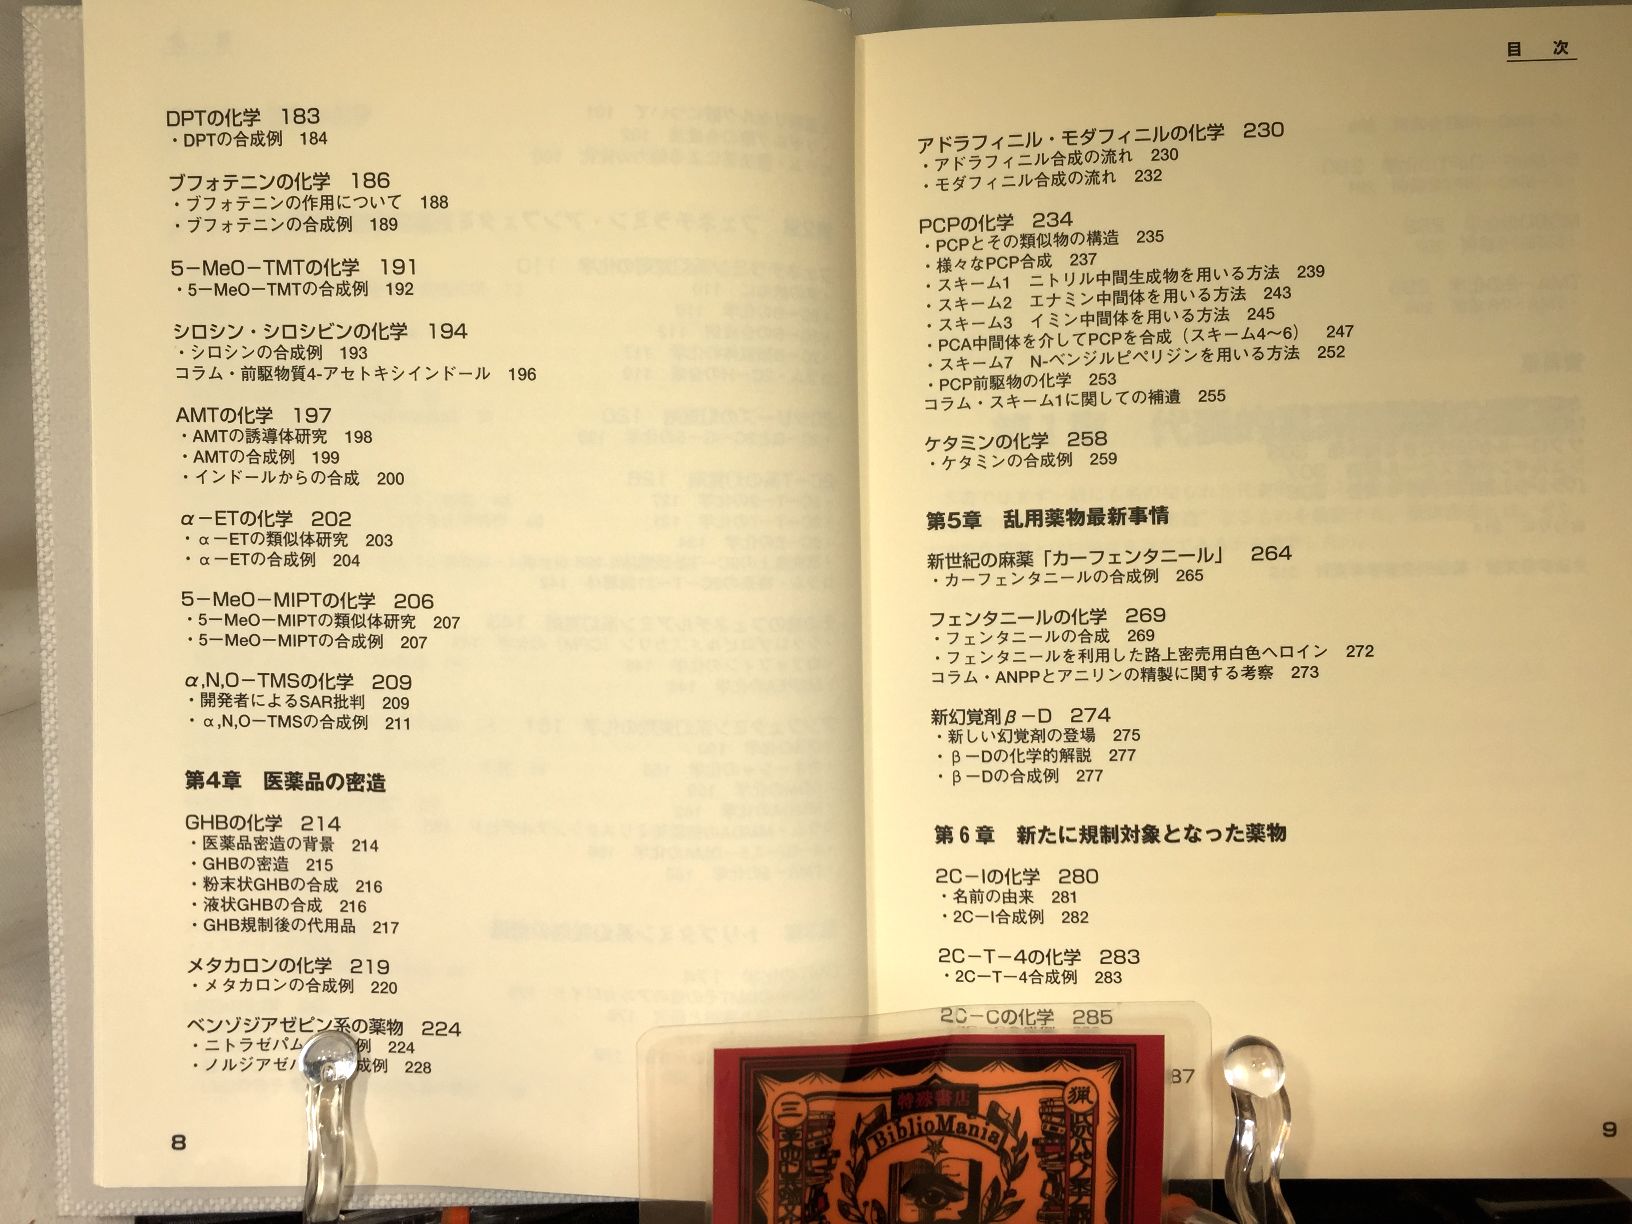 DPTの化学 183
・DPTの合成例 184
ブフォテニンの化学 186
・ブフォテニンの作用について 188
・ブフォテニンの合成例 189
5−MeO−TMTの化学 191
・5−MeO−TMTの合成例 192
シロシン・シロシビンの化学 194
・シロシンの合成例 193
コラム・前駆物質4-アセトキシインドール 196
AMTの化学 197
・AMTの誘導体研究 198
・AMTの合成例 199
・インドールからの合成 200
α−ETの化学 202
・α−ETの類似体研究 203
・α−ETの合成例 204
5−MeO−MIPTの化学 206
・5−MeO−MIPTの類似体研究 207
・5−MeO−MIPTの合成例 207
α,N,O−TMSの化学 209
・開発者によるSAR批判 209
・α,N,O−TMSの合成例 211
第4章 医薬品の密造
GHBの化学 214
・医薬品密造の背景 214
・GHBの密造 215
・粉末状GHBの合成 216
・液状GHBの合成 216
・GHB規制後の代用品 217
メタカロンの化学 219
・メタカロンの合成例 220
ベンゾジアゼピン系の薬物 224
・ニトラゼパム 例 224
・ノルジアゼパ 成例 228
8
目 次
アドラフィニル・モダフィニルの化学 230
・アドラフィニル合成の流れ 230
・モダフィニル合成の流れ 232
PCPの化学 234
・PCPとその類似物の構造 235
・様々なPCP合成 237
・スキーム1 ニトリル中間生成物を用いる方法 239
・スキーム2 エナミン中間体を用いる方法 243
・スキーム3 イミン中間体を用いる方法 245
・PCA中間体を介してPCPを合成（スキーム4〜6） 247
・スキーム7 N-ベンジルピペリジンを用いる方法 252
・PCP前駆物の化学 253
コラム・スキーム1に関しての補遺 255
ケタミンの化学 258
・ケタミンの合成例 259
第5章 乱用薬物最新事情
新世紀の麻薬「カーフェンタニール」 264
・カーフェンタニールの合成例 265
フェンタニールの化学 269
・フェンタニールの合成 269
・フェンタニールを利用した路上密売用白色ヘロイン 272
コラム・ANPPとアニリンの精製に関する考察 273
新幻覚剤β−D 274
・新しい幻覚剤の登場 275
・β−Dの化学的解説 277
・β−Dの合成例 277
第6章 新たに規制対象となった薬物
2C−Iの化学 280
・名前の由来 281
・2C−I合成例 282
2C−T−4の化学 283
・2C−T−4合成例 283
2C−Cの化学 285
87
9
特殊書店
BiblioMania
三
猟